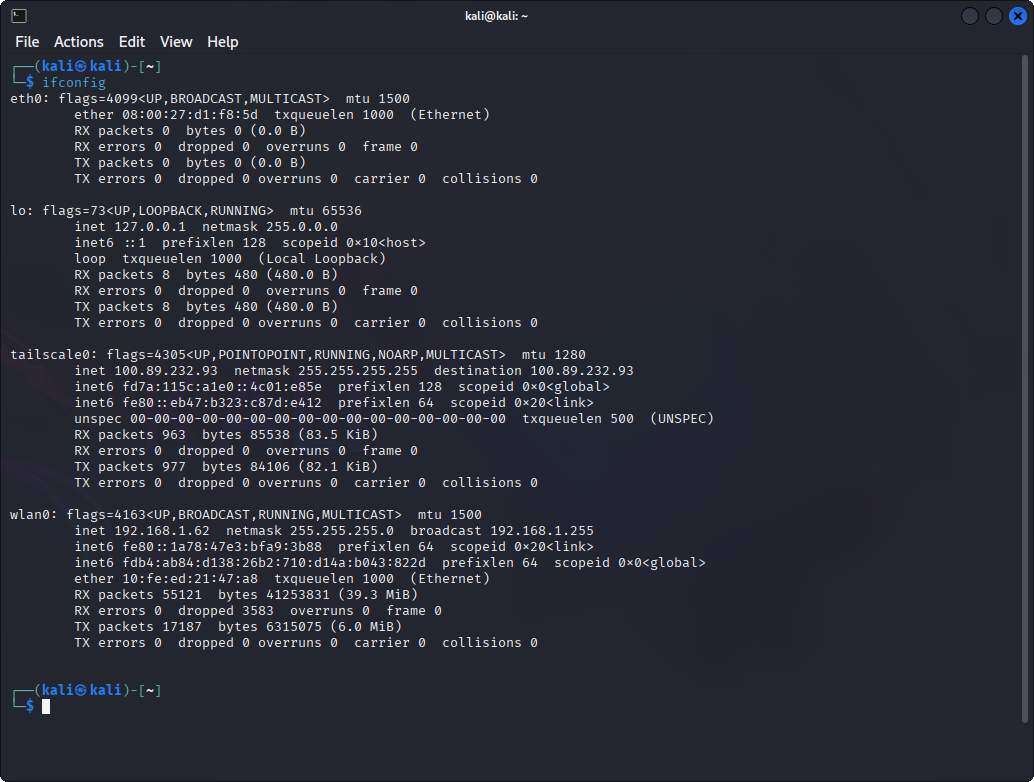 kali@kali: ~
File Actions Edit View Help
┌──(kali㉿kali)-[~]
└─$ ifconfig
eth0: flags=4099<UP,BROADCAST,MULTICAST>  mtu 1500
        ether 08:00:27:d1:f8:5d  txqueuelen 1000  (Ethernet)
        RX packets 0  bytes 0 (0.0 B)
        RX errors 0  dropped 0  overruns 0  frame 0
        TX packets 0  bytes 0 (0.0 B)
        TX errors 0  dropped 0 overruns 0  carrier 0  collisions 0

lo: flags=73<UP,LOOPBACK,RUNNING>  mtu 65536
        inet 127.0.0.1  netmask 255.0.0.0
        inet6 ::1  prefixlen 128  scopeid 0×10<host>
        loop  txqueuelen 1000  (Local Loopback)
        RX packets 8  bytes 480 (480.0 B)
        RX errors 0  dropped 0  overruns 0  frame 0
        TX packets 8  bytes 480 (480.0 B)
        TX errors 0  dropped 0 overruns 0  carrier 0  collisions 0

tailscale0: flags=4305<UP,POINTOPOINT,RUNNING,NOARP,MULTICAST>  mtu 1280
        inet 100.89.232.93  netmask 255.255.255.255  destination 100.89.232.93
        inet6 fd7a:115c:a1e0::4c01:e85e  prefixlen 128  scopeid 0×0<global>
        inet6 fe80::eb47:b323:c87d:e412  prefixlen 64  scopeid 0×20<link>
        unspec 00-00-00-00-00-00-00-00-00-00-00-00-00-00-00-00  txqueuelen 500  (UNSPEC)
        RX packets 963  bytes 85538 (83.5 KiB)
        RX errors 0  dropped 0  overruns 0  frame 0
        TX packets 977  bytes 84106 (82.1 KiB)
        TX errors 0  dropped 0 overruns 0  carrier 0  collisions 0

wlan0: flags=4163<UP,BROADCAST,RUNNING,MULTICAST>  mtu 1500
        inet 192.168.1.62  netmask 255.255.255.0  broadcast 192.168.1.255
        inet6 fe80::1a78:47e3:bfa9:3b88  prefixlen 64  scopeid 0×20<link>
        inet6 fdb4:ab84:d138:26b2:710:d14a:b043:822d  prefixlen 64  scopeid 0×0<global>
        ether 10:fe:ed:21:47:a8  txqueuelen 1000  (Ethernet)
        RX packets 55121  bytes 41253831 (39.3 MiB)
        RX errors 0  dropped 3583  overruns 0  frame 0
        TX packets 17187  bytes 6315075 (6.0 MiB)
        TX errors 0  dropped 0 overruns 0  carrier 0  collisions 0

┌──(kali㉿kali)-[~]
└─$